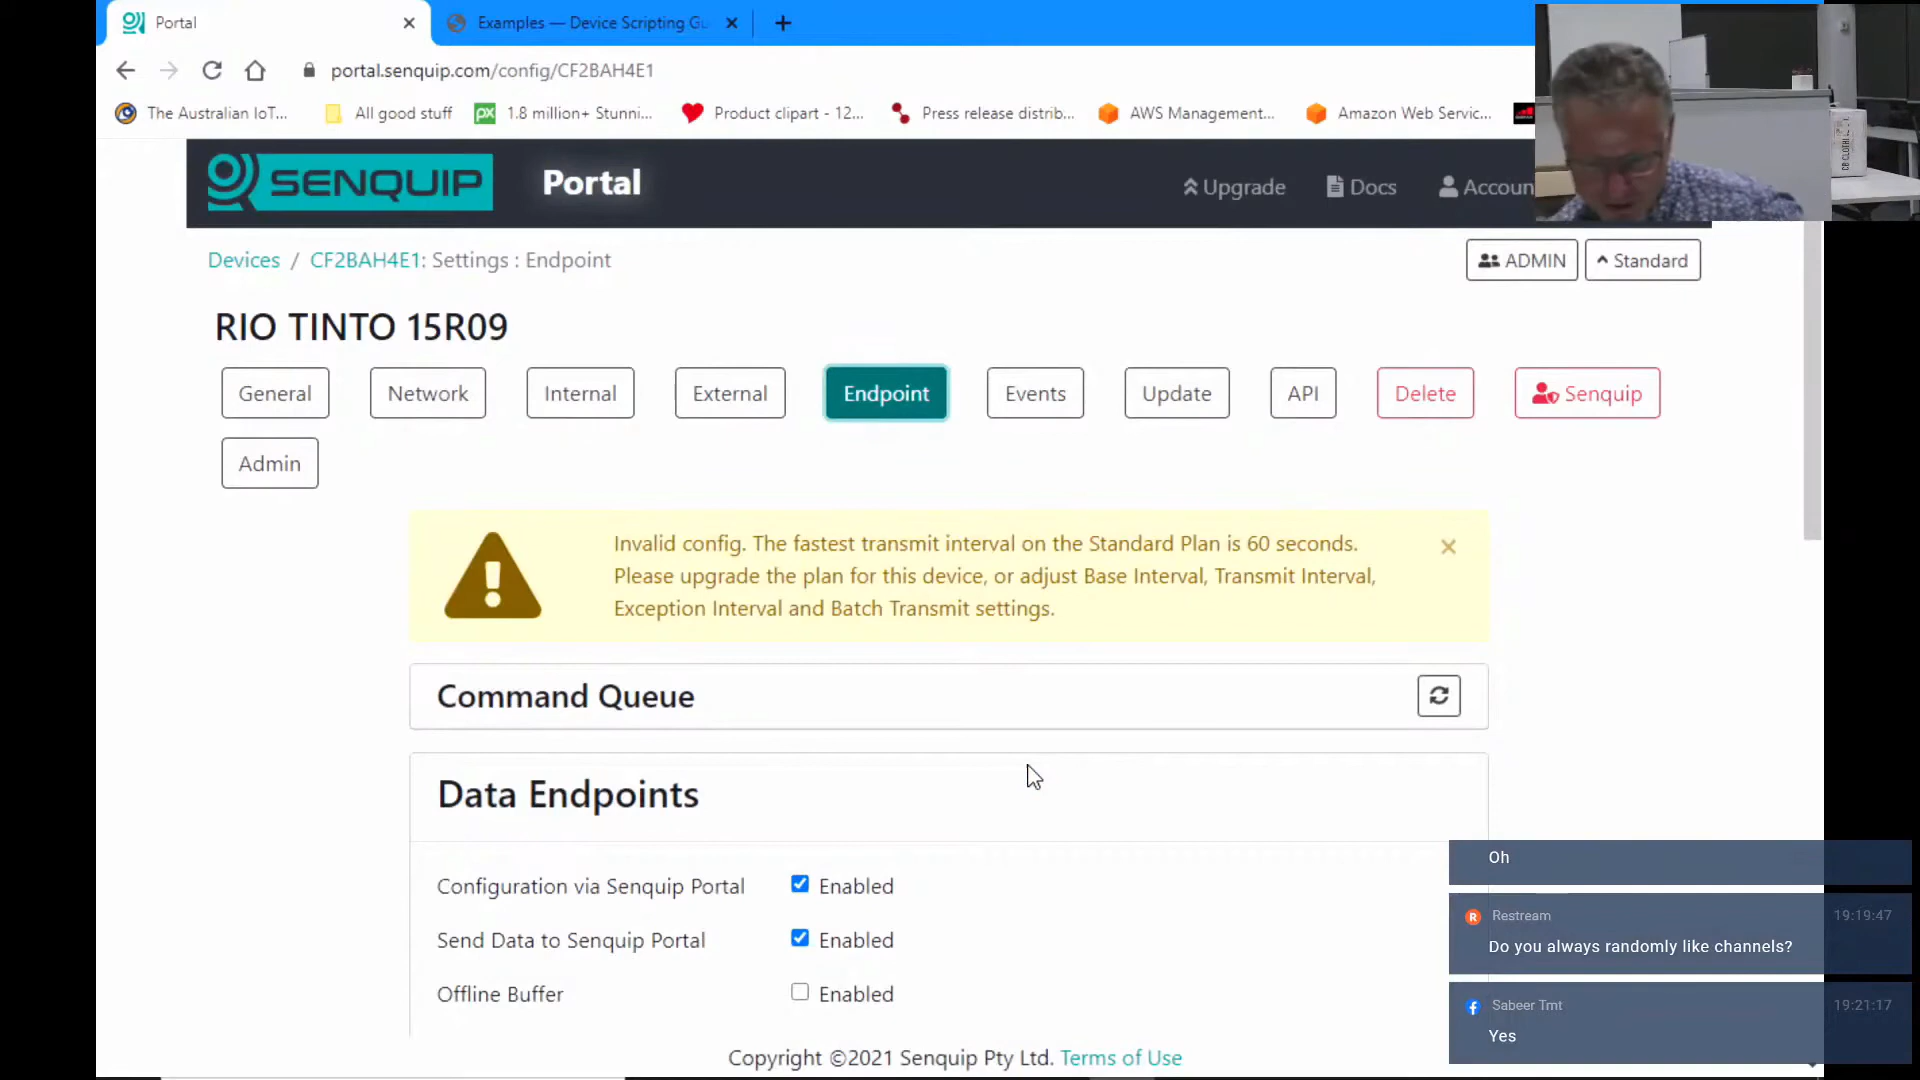 Portal
Examples — Device Scripting Gu
portal.senquip.com/config/CF2BAH4E1
The Australian IoT...
All good stuff
px
1.8 million+ Stunni...
Product clipart - 12...
Press release distrib...
AWS Management...
Amazon Web Servic...
SENQUIP
Portal
Upgrade
Docs
Accoun
Devices / CF2BAH4E1: Settings : Endpoint
ADMIN
Standard
RIO TINTO 15R09
General
Network
Internal
External
Endpoint
Events
Update
API
Delete
Senquip
Admin
Invalid config. The fastest transmit interval on the Standard Plan is 60 seconds.
Please upgrade the plan for this device, or adjust Base Interval, Transmit Interval,
Exception Interval and Batch Transmit settings.
Command Queue
Data Endpoints
Configuration via Senquip Portal
Enabled
Send Data to Senquip Portal
Enabled
Offline Buffer
Enabled
Copyright ©2021 Senquip Pty Ltd. Terms of Use
Oh
R
Restream
19:19:47
Do you always randomly like channels?
Sabeer Tmt
19:21:17
Yes